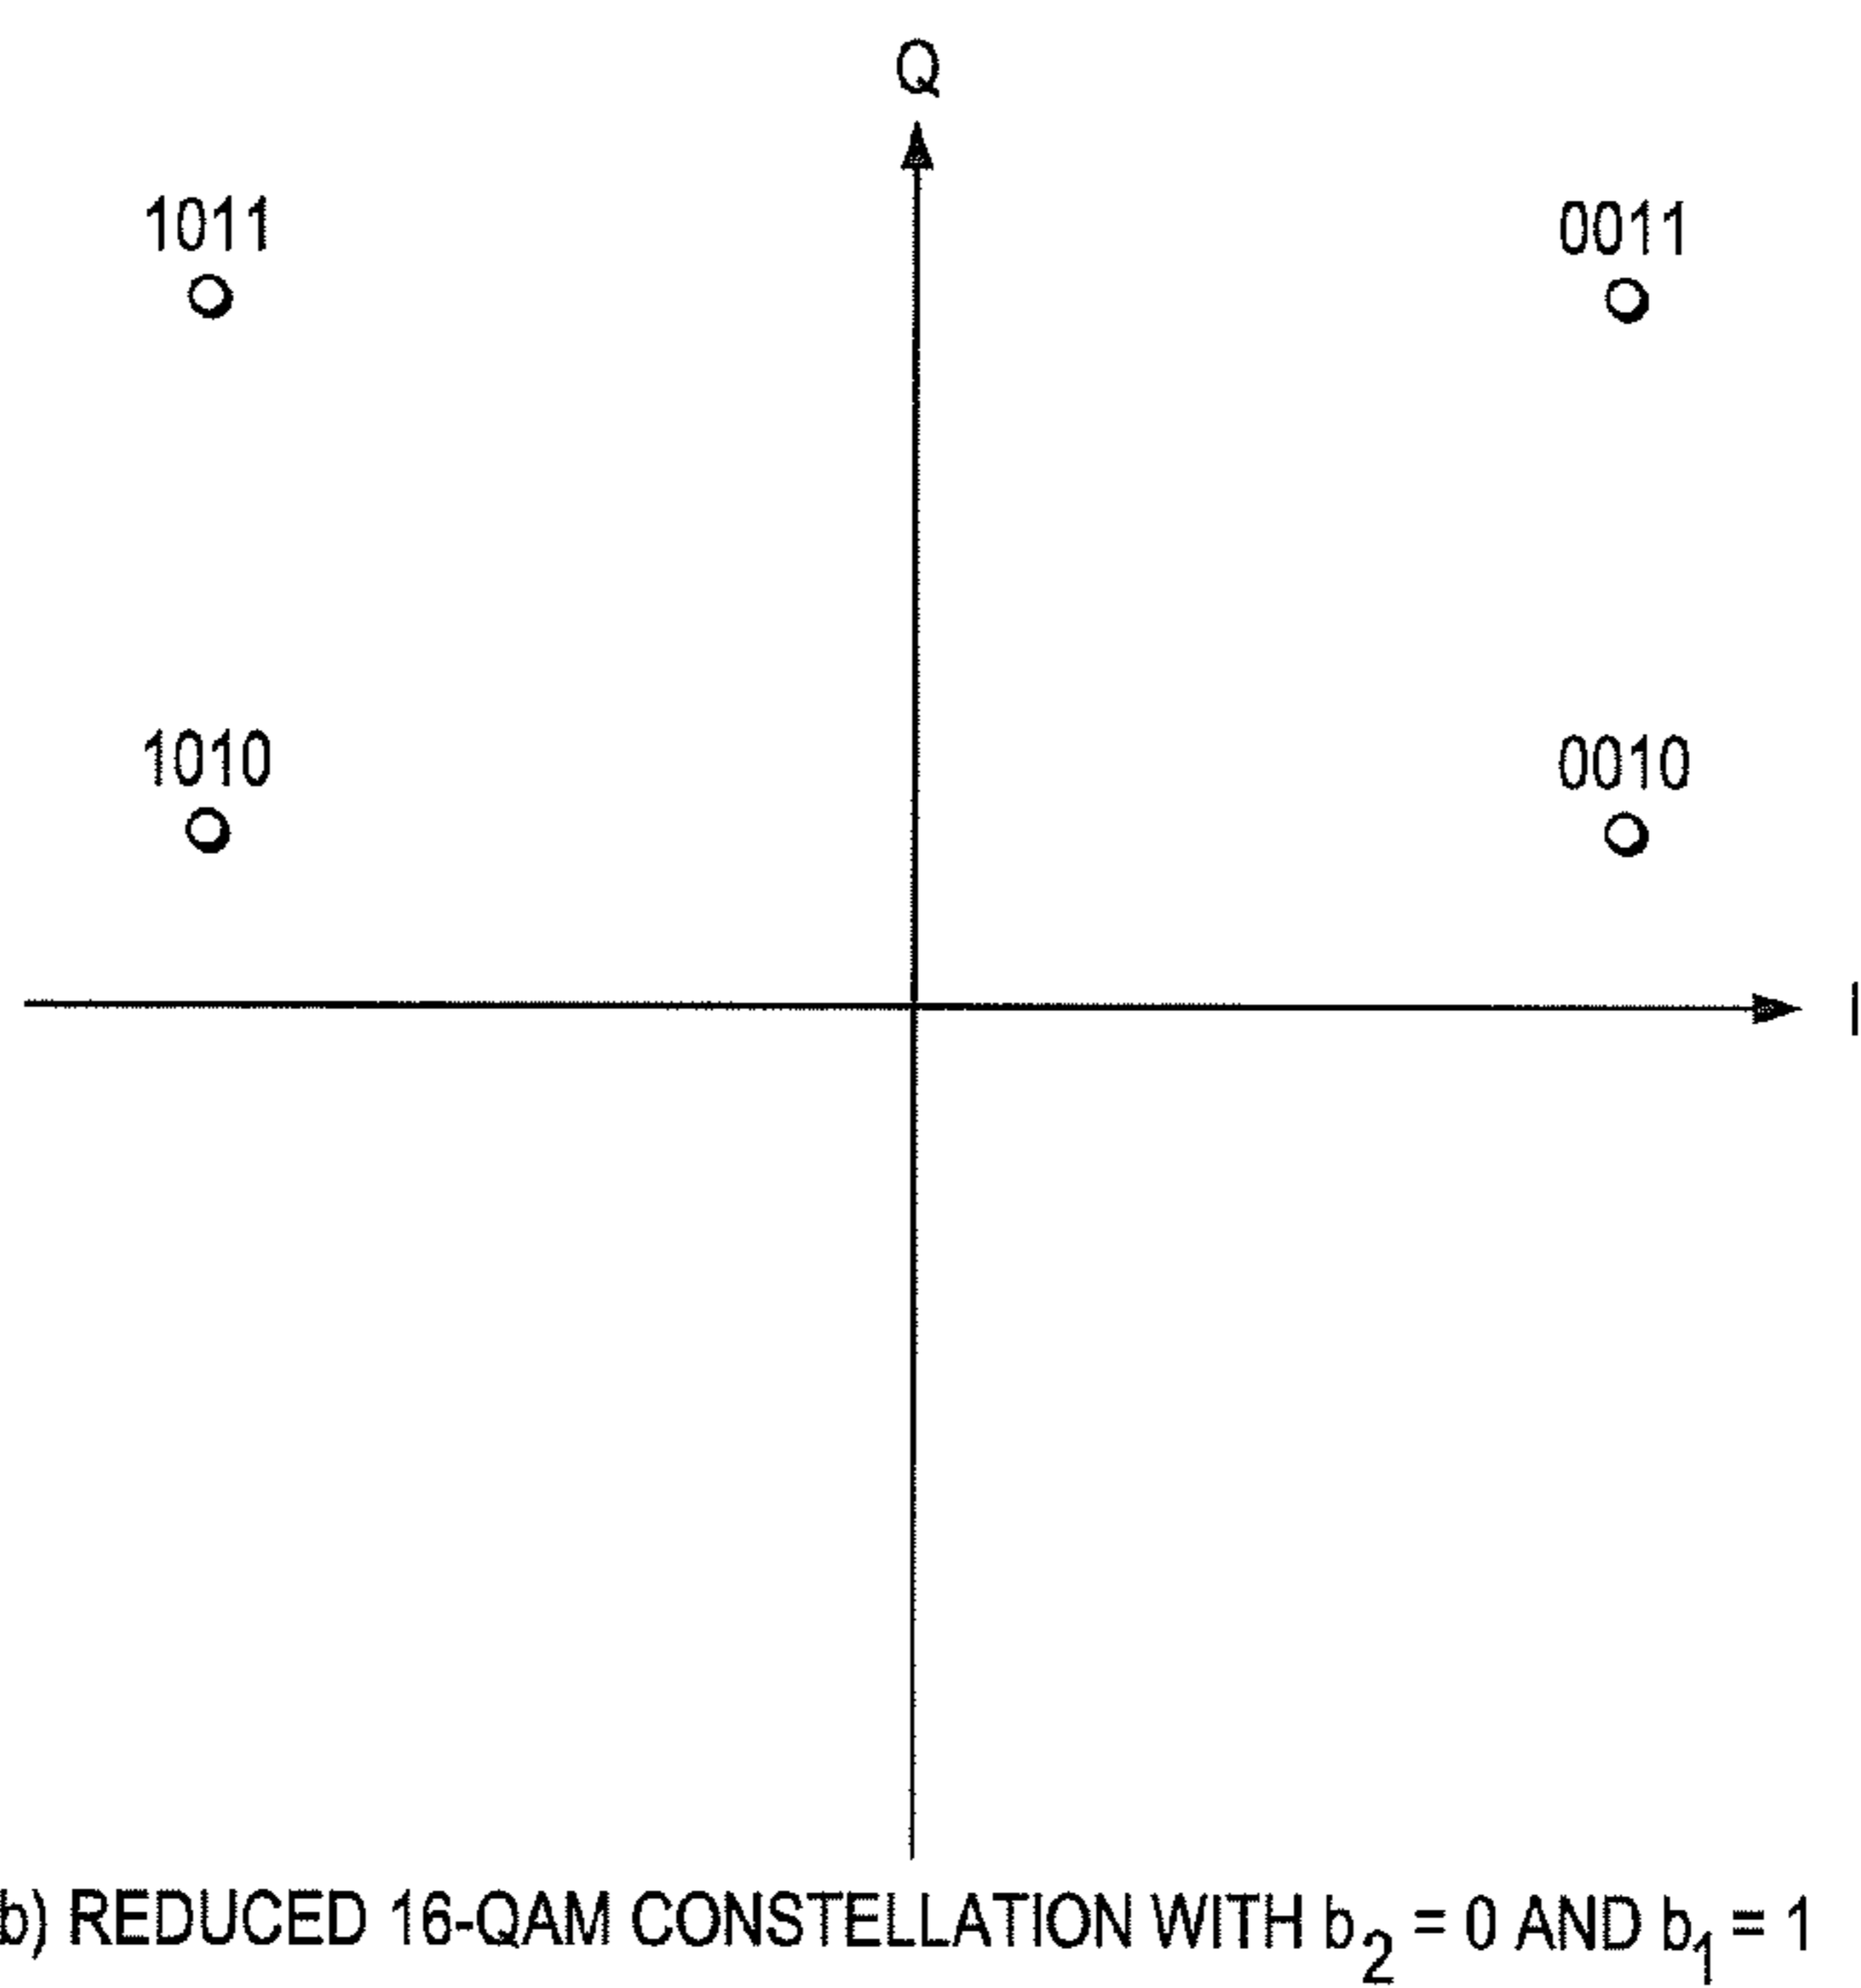 Q
1011
0011
1010
0010
I
b) REDUCED 16-QAM CONSTELLATION WITH b₂ = 0 AND b₁ = 1